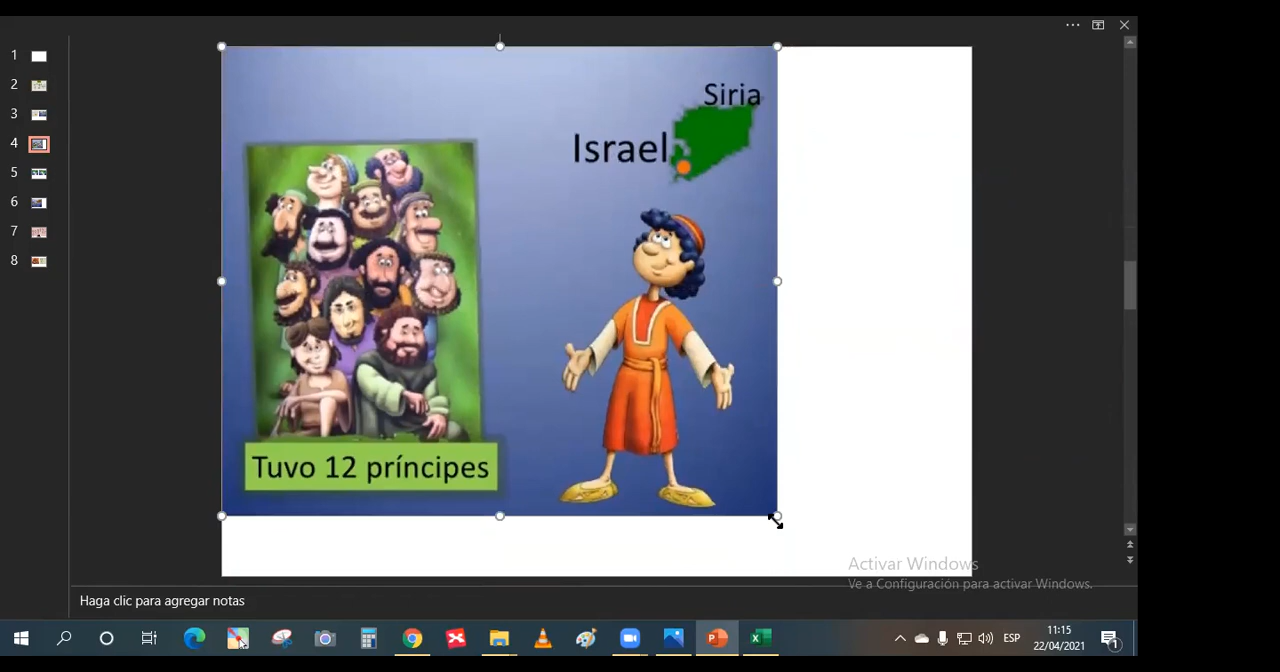 1
2
3
4
5
6
7
8
Siria
Israel
Tuvo 12 príncipes
Activar Windows
Ve a Configuración para activar Windows.
Haga clic para agregar notas
ESP
11:15
22/04/2021
1